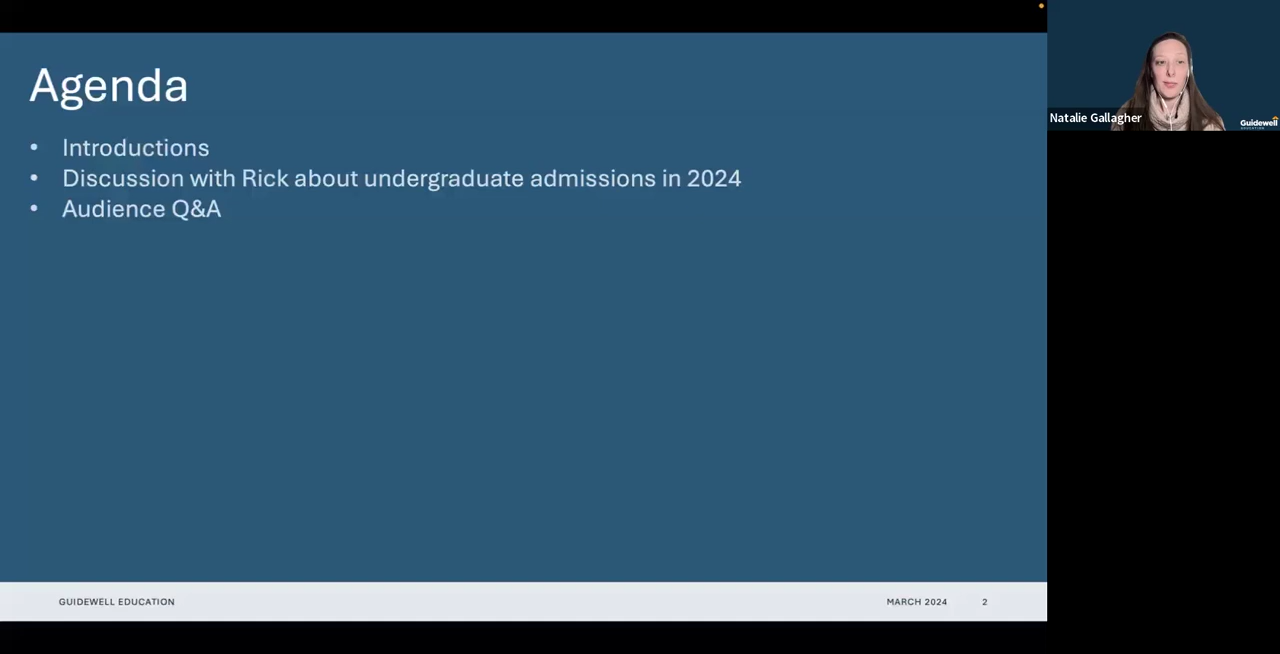 Agenda
• Introductions
• Discussion with Rick about undergraduate admissions in 2024
• Audience Q&A
GUIDEWELL EDUCATION
MARCH 2024
2
Natalie Gallagher
Guidewell
EDUCATION